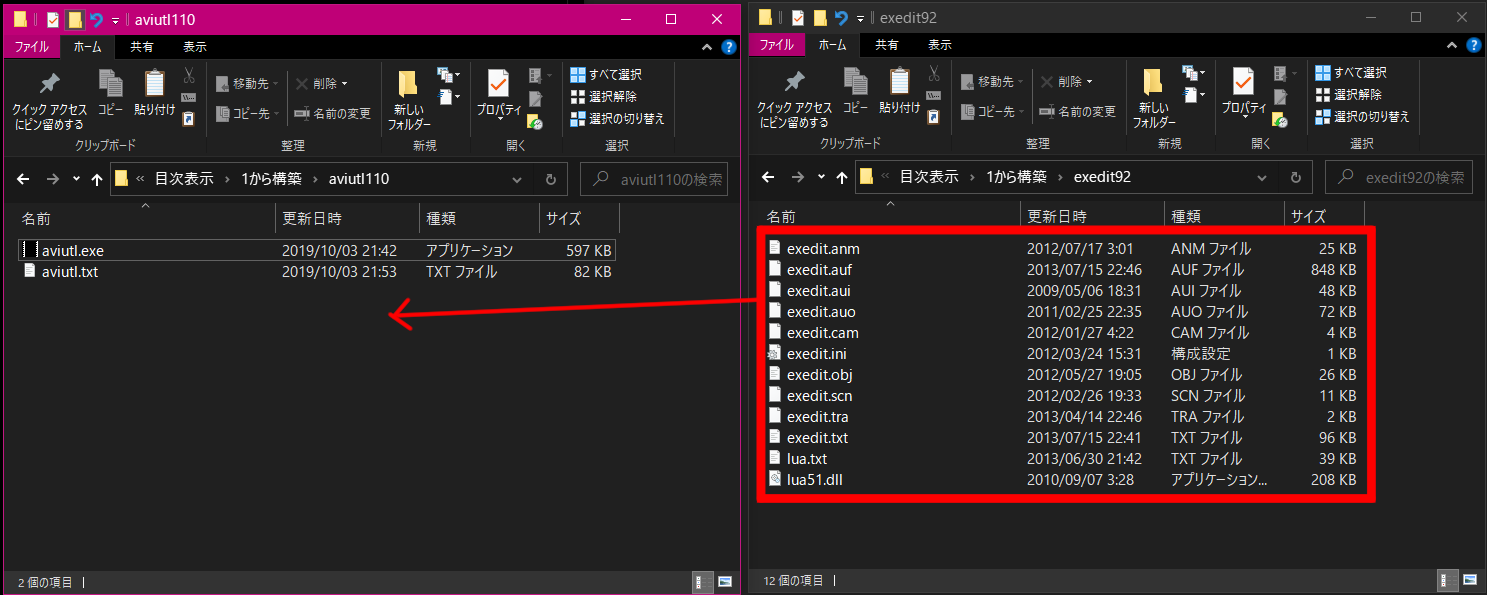 aviutl110
ファイル ホーム 共有 表示
クイック アクセス
にピン留めする
コピー
貼り付け
クリップボード
移動先
コピー先
削除
名前の変更
整理
新しい
フォルダー
新規
プロパティ
開く
すべて選択
選択解除
選択の切り替え
選択
« 目次表示 › 1から構築 › aviutl110
aviutl110の検索
名前 更新日時 種類 サイズ
aviutl.exe 2019/10/03 21:42 アプリケーション 597 KB
aviutl.txt 2019/10/03 21:53 TXT ファイル 82 KB
2 個の項目
exedit92
ファイル ホーム 共有 表示
クイック アクセス
にピン留めする
コピー
貼り付け
クリップボード
移動先
コピー先
削除
名前の変更
整理
新しい
フォルダー
新規
プロパティ
開く
すべて選択
選択解除
選択の切り替え
選択
« 目次表示 › 1から構築 › exedit92
exedit92の検索
名前 更新日時 種類 サイズ
exedit.anm 2012/07/17 3:01 ANM ファイル 25 KB
exedit.auf 2013/07/15 22:46 AUF ファイル 848 KB
exedit.aui 2009/05/06 18:31 AUI ファイル 48 KB
exedit.auo 2011/02/25 22:35 AUO ファイル 72 KB
exedit.cam 2012/01/27 4:22 CAM ファイル 4 KB
exedit.ini 2012/03/24 15:31 構成設定 1 KB
exedit.obj 2012/05/27 19:05 OBJ ファイル 26 KB
exedit.scn 2012/02/26 19:33 SCN ファイル 11 KB
exedit.tra 2013/04/14 22:46 TRA ファイル 2 KB
exedit.txt 2013/07/15 22:41 TXT ファイル 96 KB
lua.txt 2013/06/30 21:42 TXT ファイル 39 KB
lua51.dll 2010/09/07 3:28 アプリケーション... 208 KB
12 個の項目